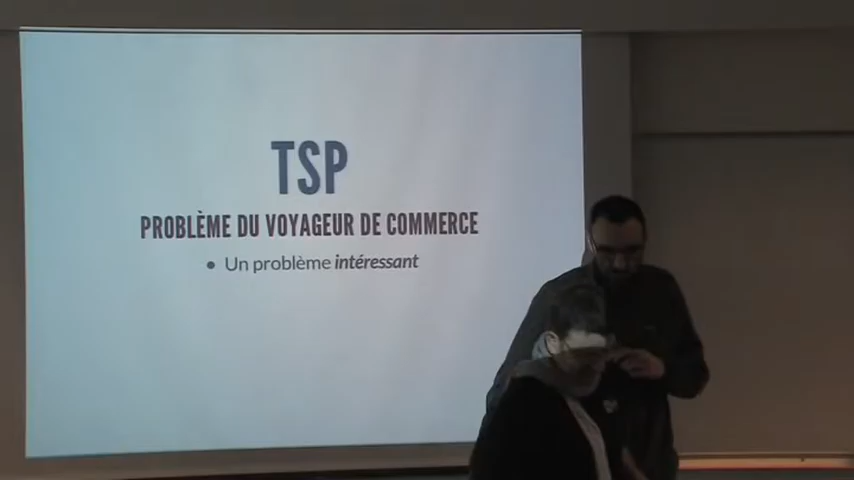 TSP
PROBLÈME DU VOYAGEUR DE COMMERCE
• Un problème intéressant